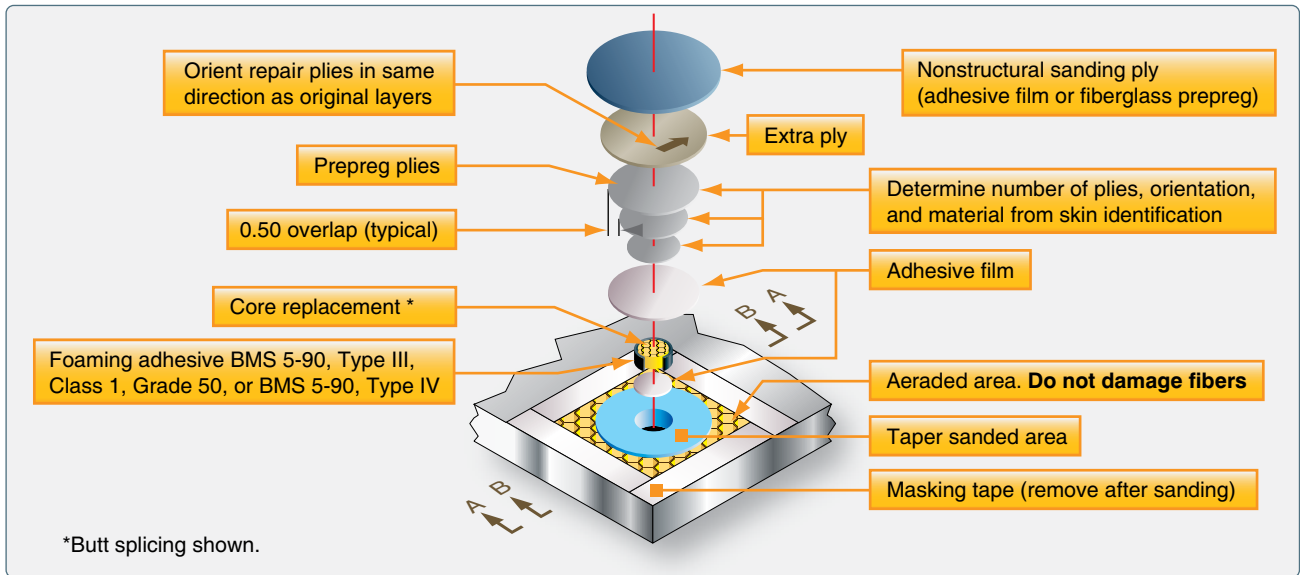 Orient repair plies in same
direction as original layers
Nonstructural sanding ply
(adhesive film or fiberglass prepreg)
Extra ply
Prepreg plies
Determine number of plies, orientation,
and material from skin identification
0.50 overlap (typical)
Adhesive film
Core replacement *
B A
Foaming adhesive BMS 5-90, Type III,
Class 1, Grade 50, or BMS 5-90, Type IV
Aeraded area. Do not damage fibers
Taper sanded area
Masking tape (remove after sanding)
A B
*Butt splicing shown.